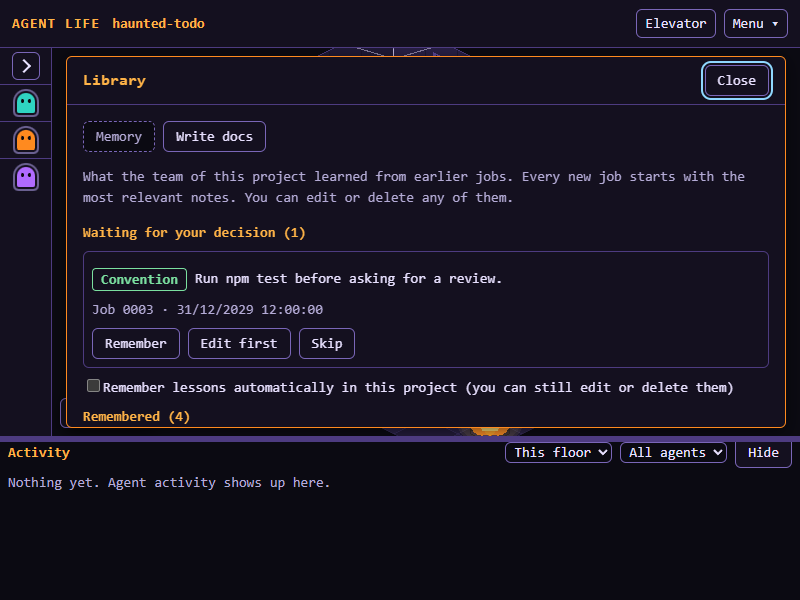 AGENT LIFE haunted-todo
Elevator
Menu ▾
Library
Close
Memory
Write docs
What the team of this project learned from earlier jobs. Every new job starts with the
most relevant notes. You can edit or delete any of them.
Waiting for your decision (1)
Convention Run npm test before asking for a review.
Job 0003 · 31/12/2029 12:00:00
Remember
Edit first
Skip
Remember lessons automatically in this project (you can still edit or delete them)
Remembered (4)
Activity
This floor
All agents
Hide
Nothing yet. Agent activity shows up here.